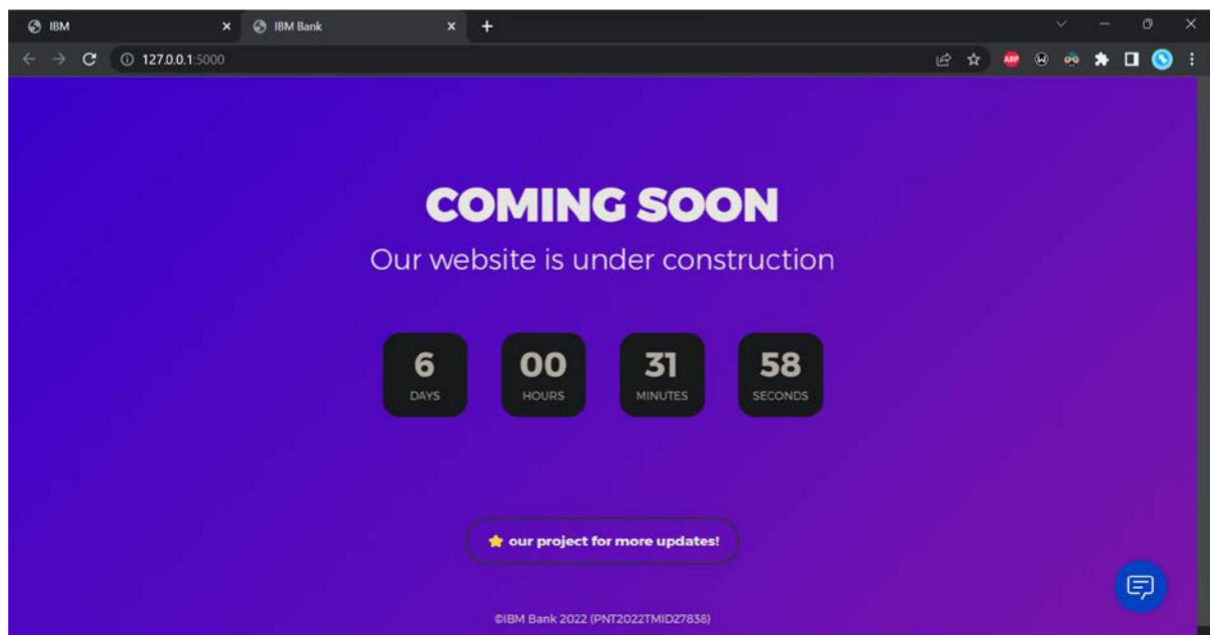 IBM
IBM Bank
127.0.0.1:5000
ABP
COMING SOON
Our website is under construction
6 00 31 58
DAYS HOURS MINUTES SECONDS
our project for more updates!
©IBM Bank 2022 (PNT2022TMID27838)